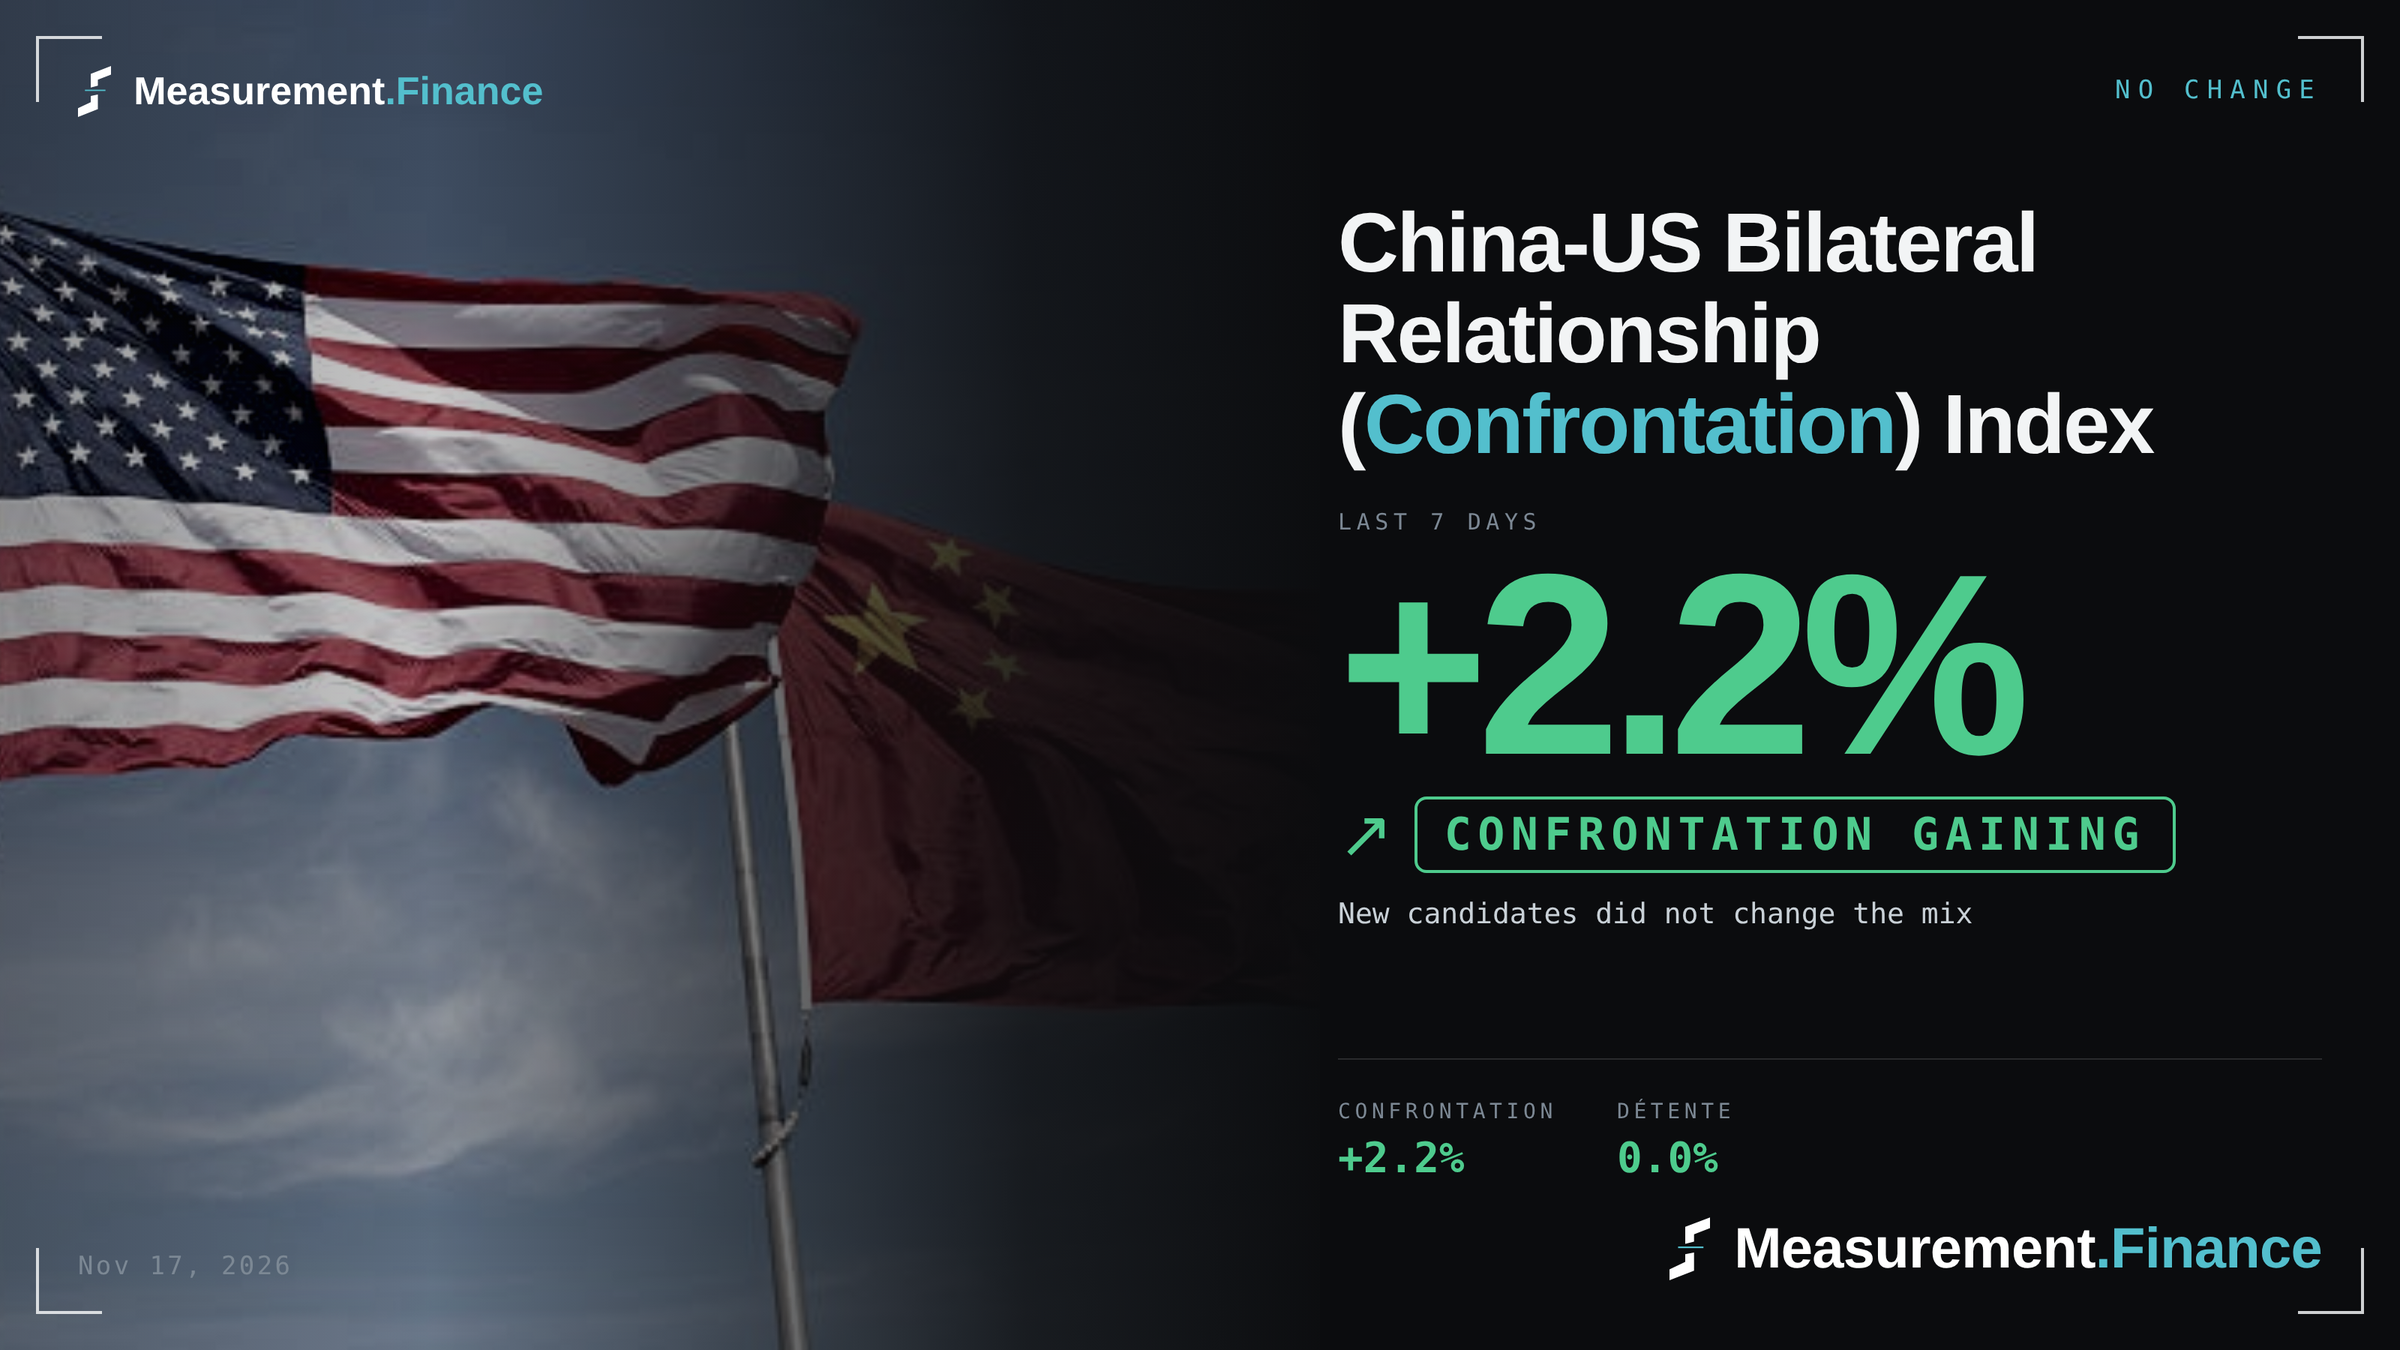 Measurement.Finance
NO CHANGE
China-US Bilateral
Relationship
(Confrontation) Index
LAST 7 DAYS
+2.2%
↗ CONFRONTATION GAINING
New candidates did not change the mix
CONFRONTATION DÉTENTE
+2.2% 0.0%
Measurement.Finance
Nov 17, 2026